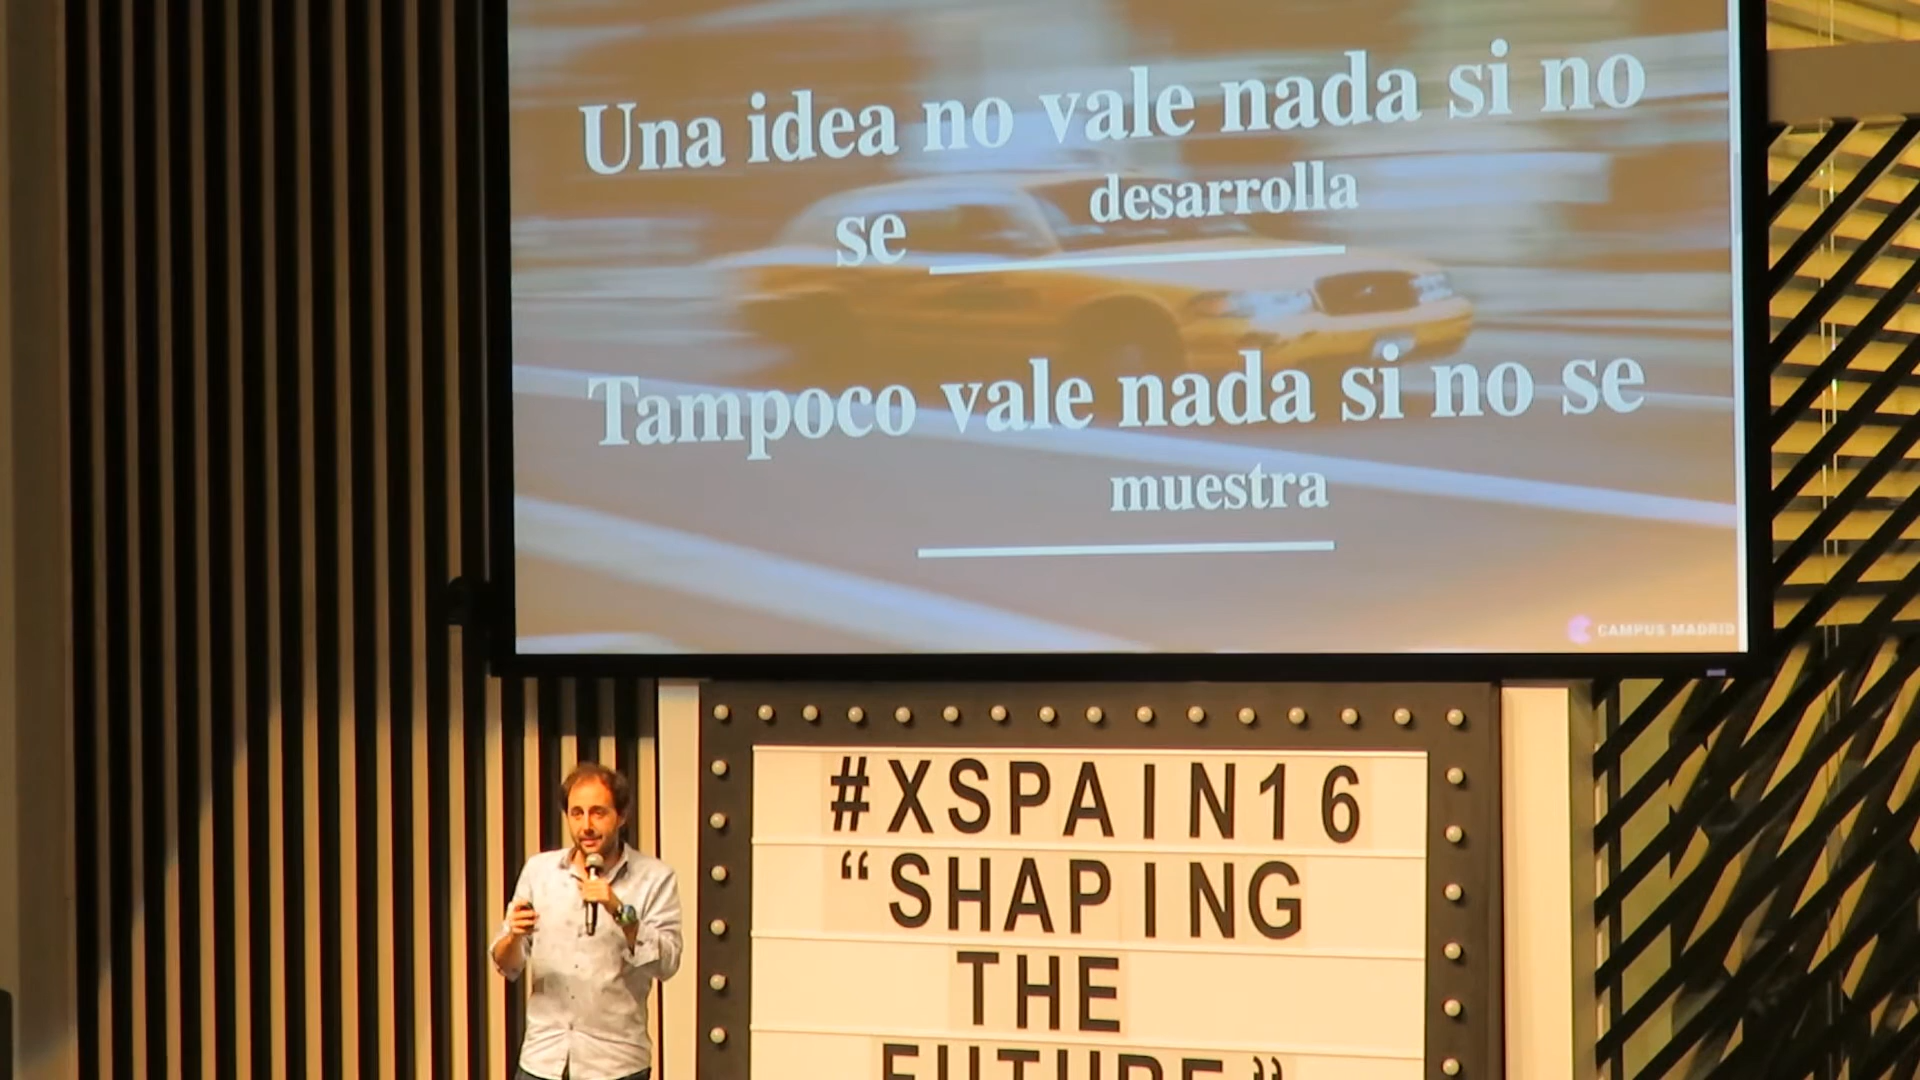 Una idea no vale nada si no
desarrolla
se
Tampoco vale nada si no se
muestra
CAMPUS MADRID
#XSPAIN16
“SHAPING
THE
FUTURE”